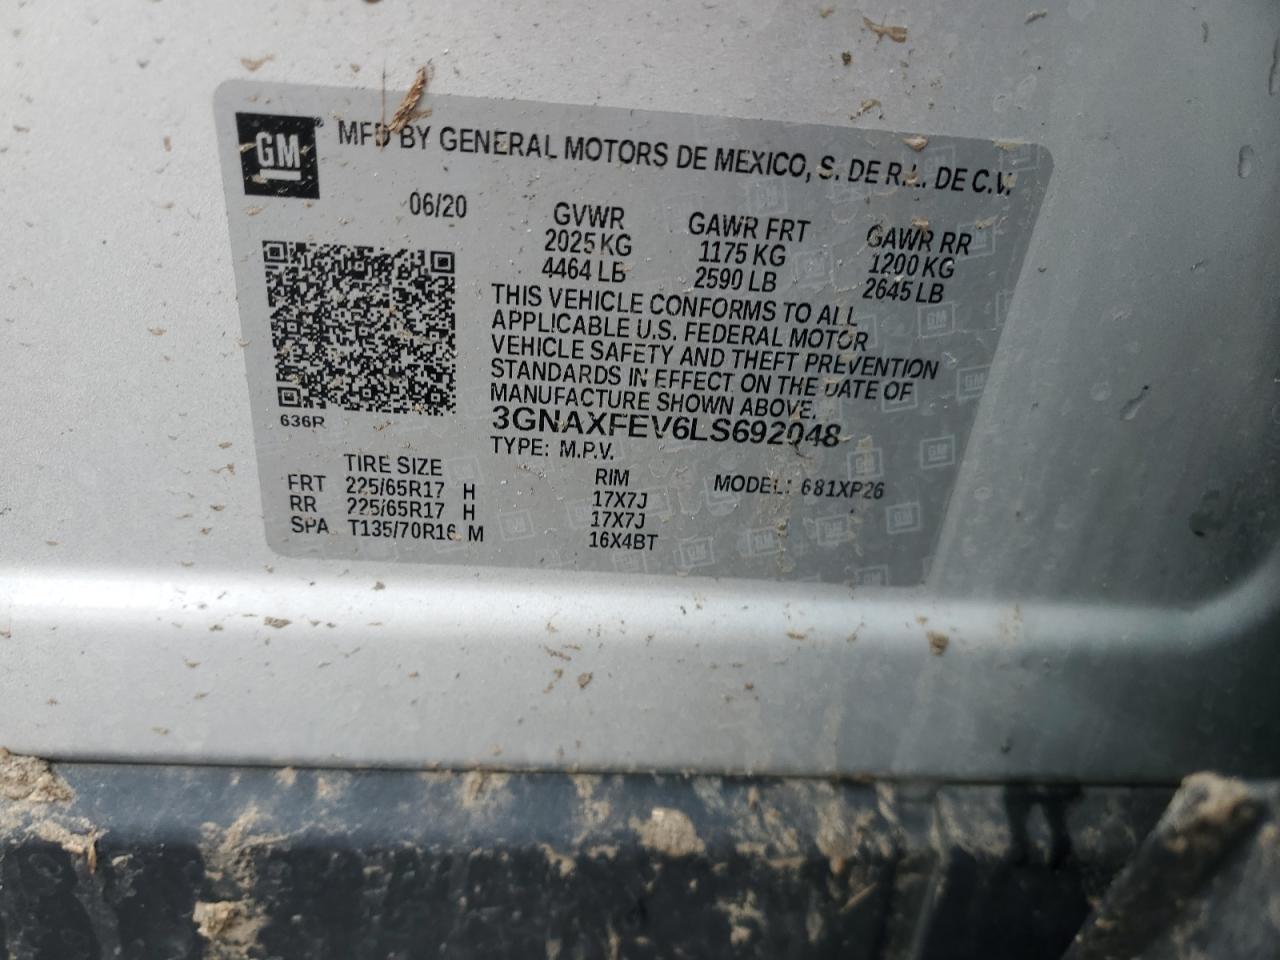 GM
MFD BY GENERAL MOTORS DE MEXICO, S. DE R.L. DE C.V.
06/20
GVWR GAWR FRT GAWR RR
2025 KG 1175 KG 1200 KG
4464 LB 2590 LB 2645 LB
THIS VEHICLE CONFORMS TO ALL
APPLICABLE U.S. FEDERAL MOTOR
VEHICLE SAFETY AND THEFT PREVENTION
STANDARDS IN EFFECT ON THE DATE OF
MANUFACTURE SHOWN ABOVE.
636R
3GNAXFEV6LS692048
TYPE: M.P.V.
TIRE SIZE RIM MODEL: 681XP26
FRT 225/65R17 H 17X7J
RR 225/65R17 H 17X7J
SPA T135/70R16 M 16X4BT